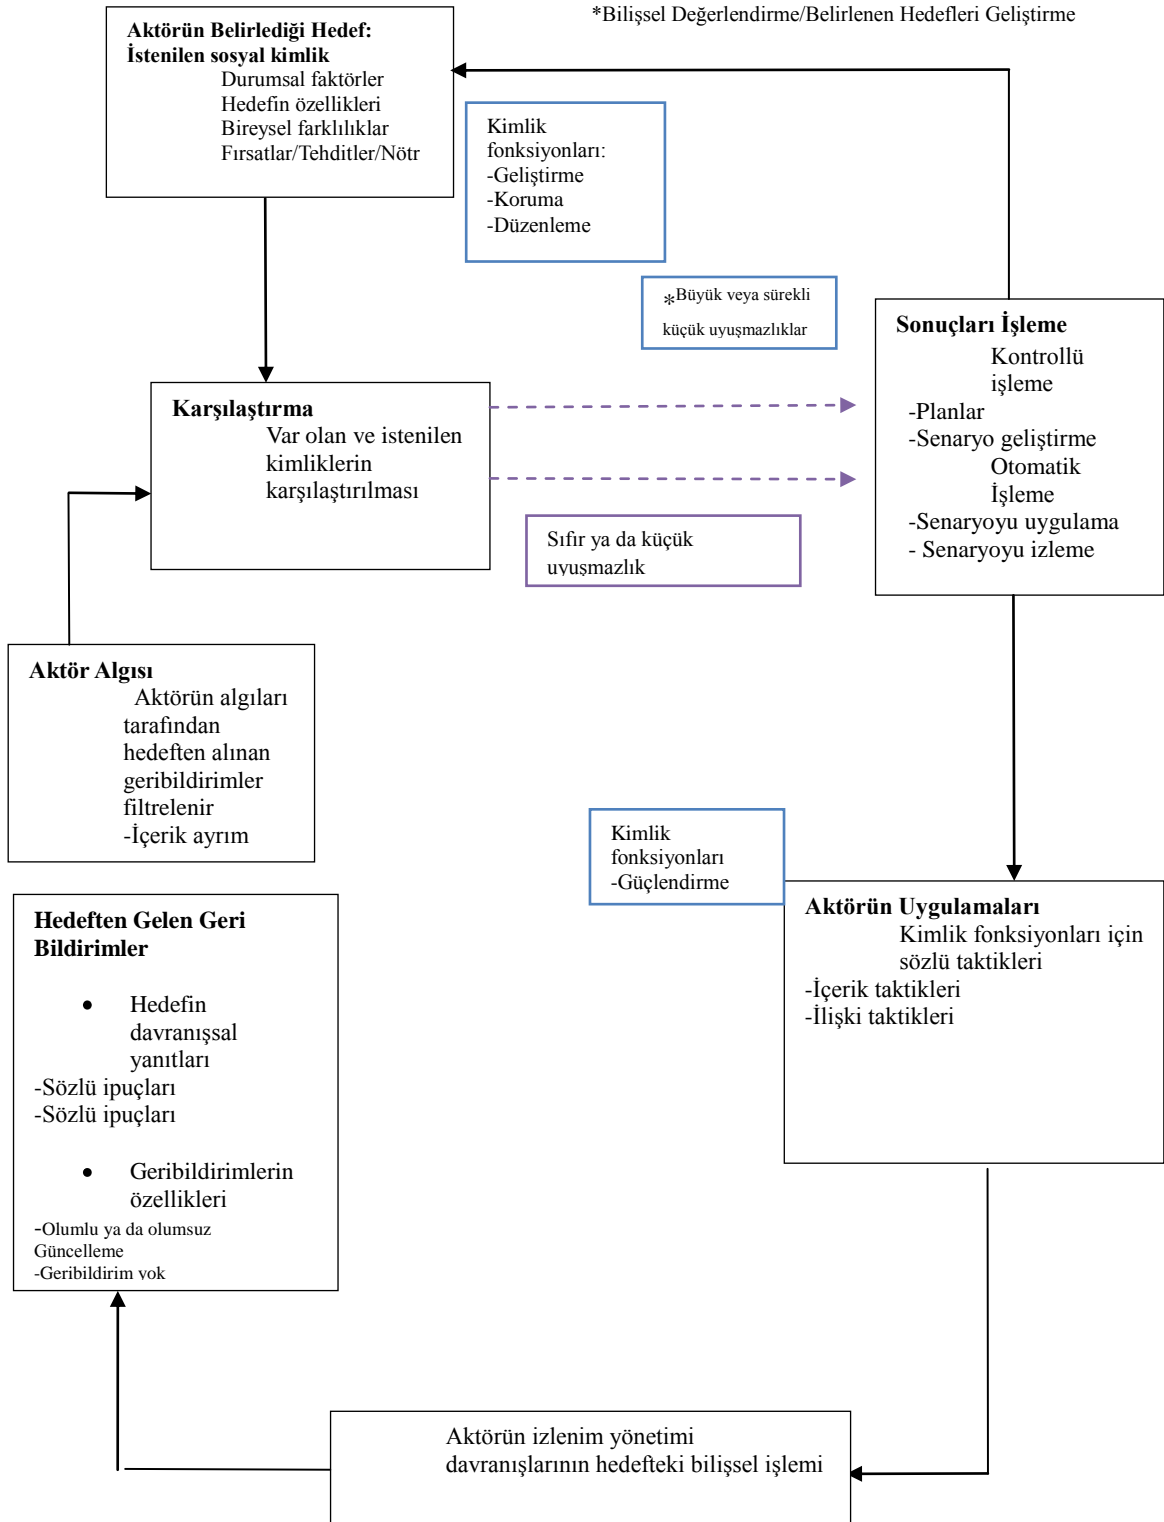 *Bilişsel Değerlendirme/Belirlenen Hedefleri Geliştirme
Aktörün Belirlediği Hedef:
İstenilen sosyal kimlik
Durumsal faktörler
Hedefin özellikleri
Bireysel farklılıklar
Fırsatlar/Tehditler/Nötr
Kimlik
fonksiyonları:
-Geliştirme
-Koruma
-Düzenleme
*Büyük veya sürekli
küçük uyuşmazlıklar
Sonuçları İşleme
Kontrollü
işleme
-Planlar
-Senaryo geliştirme
Otomatik
İşleme
-Senaryoyu uygulama
- Senaryoyu izleme
Karşılaştırma
Var olan ve istenilen
kimliklerin
karşılaştırılması
Sıfır ya da küçük
uyuşmazlık
Aktör Algısı
Aktörün algıları
tarafından
hedeften alınan
geribildirimler
filtrelenir
-İçerik ayrım
Kimlik
fonksiyonları
-Güçlendirme
Aktörün Uygulamaları
Kimlik fonksiyonları için
sözlü taktikleri
-İçerik taktikleri
-İlişki taktikleri
Hedeften Gelen Geri
Bildirimler
• Hedefin
davranışsal
yanıtları
-Sözlü ipuçları
-Sözlü ipuçları
• Geribildirimlerin
özellikleri
-Olumlu ya da olumsuz
Güncelleme
-Geribildirim yok
Aktörün izlenim yönetimi
davranışlarının hedefteki bilişsel işlemi